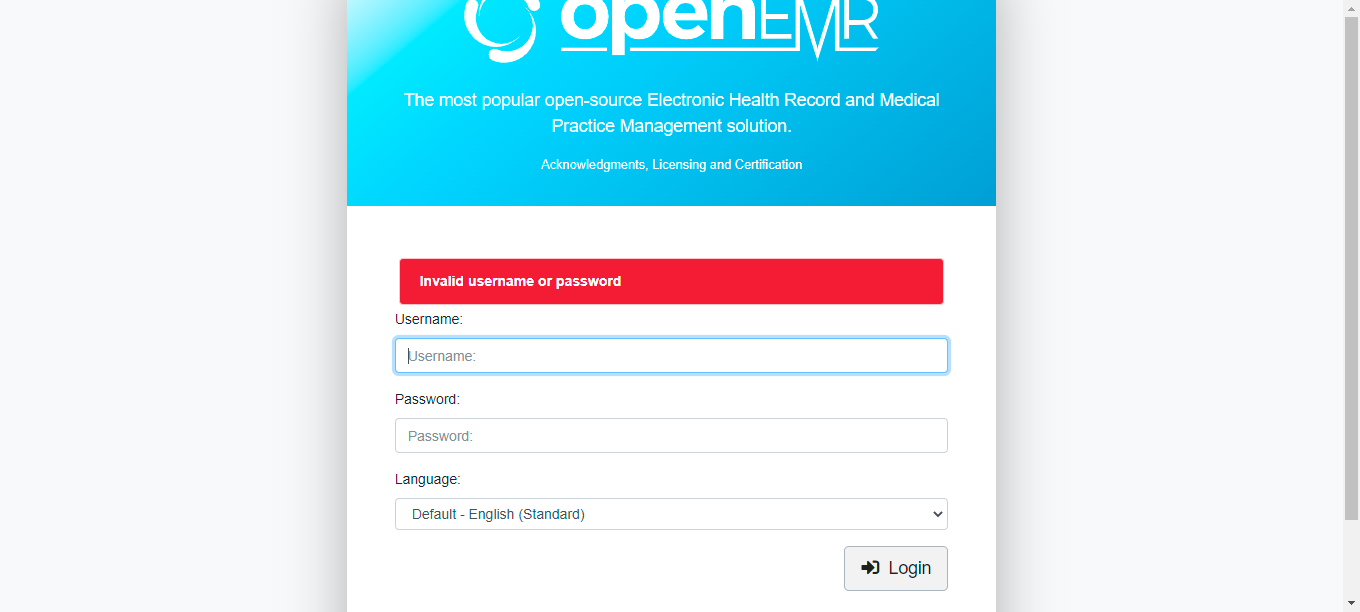 openEMR
The most popular open-source Electronic Health Record and Medical
Practice Management solution.
Acknowledgments, Licensing and Certification
Invalid username or password
Username:
Username:
Password:
Password:
Language:
Default - English (Standard)
Login